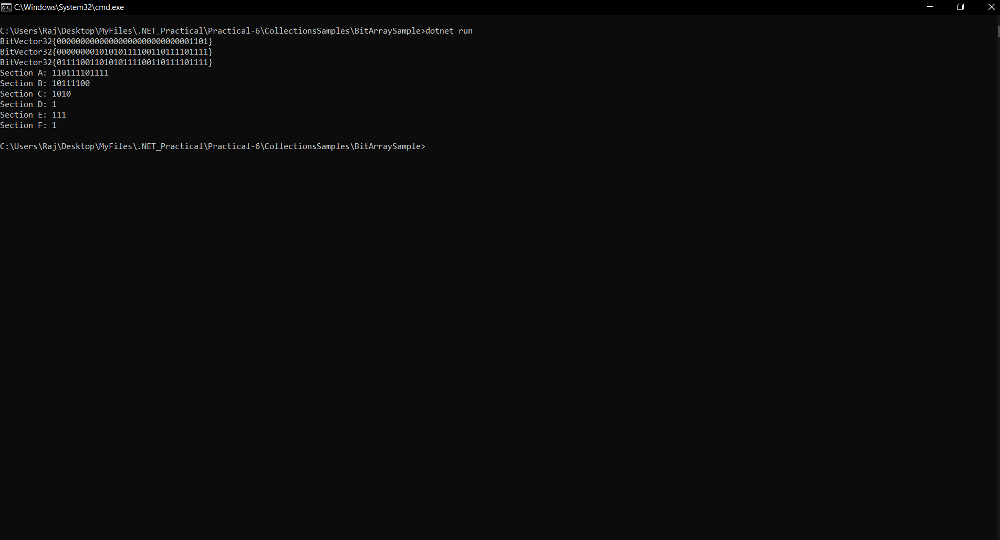 C:\Windows\System32\cmd.exe
C:\Users\Raj\Desktop\MyFiles\.NET_Practical\Practical-6\CollectionsSamples\BitArraySample>dotnet run
BitVector32{00000000000000000000000000001101}
BitVector32{00000000101010111100110111101111}
BitVector32{01111001101010111100110111101111}
Section A: 110111101111
Section B: 10111100
Section C: 1010
Section D: 1
Section E: 111
Section F: 1
C:\Users\Raj\Desktop\MyFiles\.NET_Practical\Practical-6\CollectionsSamples\BitArraySample>